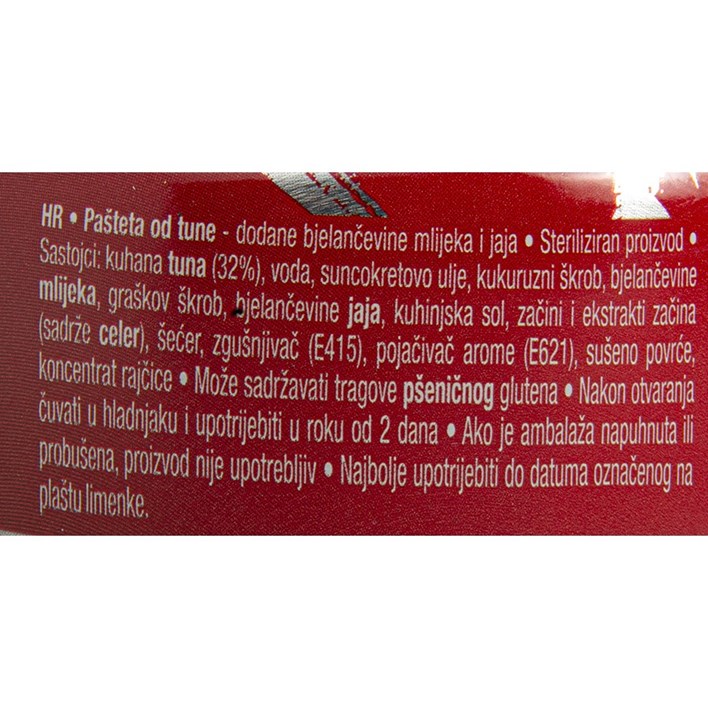 HR • Pašteta od tune - dodane bjelančevine mlijeka i jaja • Steriliziran proizvod •
Sastojci: kuhana tuna (32%), voda, suncokretovo ulje, kukuruzni škrob, bjelančevine
mlijeka, graškov škrob, bjelančevine jaja, kuhinjska sol, začini i ekstrakti začina
(sadrže celer), šećer, zgušnjivač (E415), pojačivač arome (E621), sušeno povrće,
koncentrat rajčice • Može sadržavati tragove pšeničnog glutena • Nakon otvaranja
čuvati u hladnjaku i upotrijebiti u roku od 2 dana • Ako je ambalaža napuhnuta ili
probušena, proizvod nije upotrebljiv • Najbolje upotrijebiti do datuma označenog na
plaštu limenke.